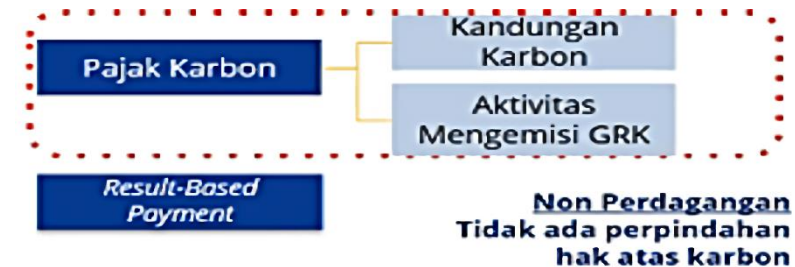 Kandungan
Karbon
Pajak Karbon
Aktivitas
Mengemisi GRK
Result-Based
Payment
Non Perdagangan
Tidak ada perpindahan
hak atas karbon